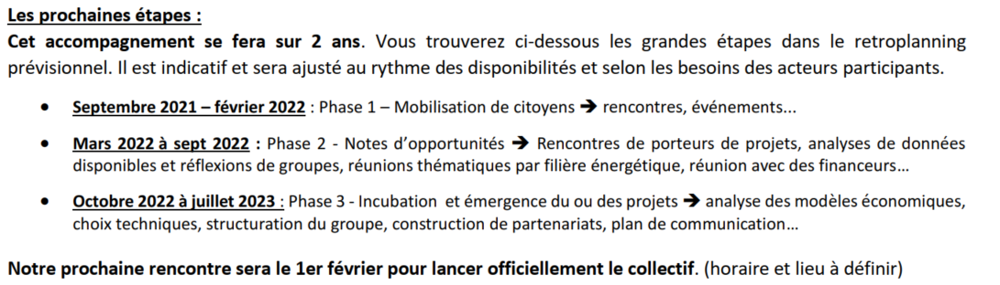 Les prochaines étapes :
Cet accompagnement se fera sur 2 ans. Vous trouverez ci-dessous les grandes étapes dans le retroplanning
prévisionnel. Il est indicatif et sera ajusté au rythme des disponibilités et selon les besoins des acteurs participants.
• Septembre 2021 – février 2022 : Phase 1 – Mobilisation de citoyens ➔ rencontres, événements...
• Mars 2022 à sept 2022 : Phase 2 - Notes d’opportunités ➔ Rencontres de porteurs de projets, analyses de données
disponibles et réflexions de groupes, réunions thématiques par filière énergétique, réunion avec des financeurs…
• Octobre 2022 à juillet 2023 : Phase 3 - Incubation et émergence du ou des projets ➔ analyse des modèles économiques,
choix techniques, structuration du groupe, construction de partenariats, plan de communication…
Notre prochaine rencontre sera le 1er février pour lancer officiellement le collectif. (horaire et lieu à définir)